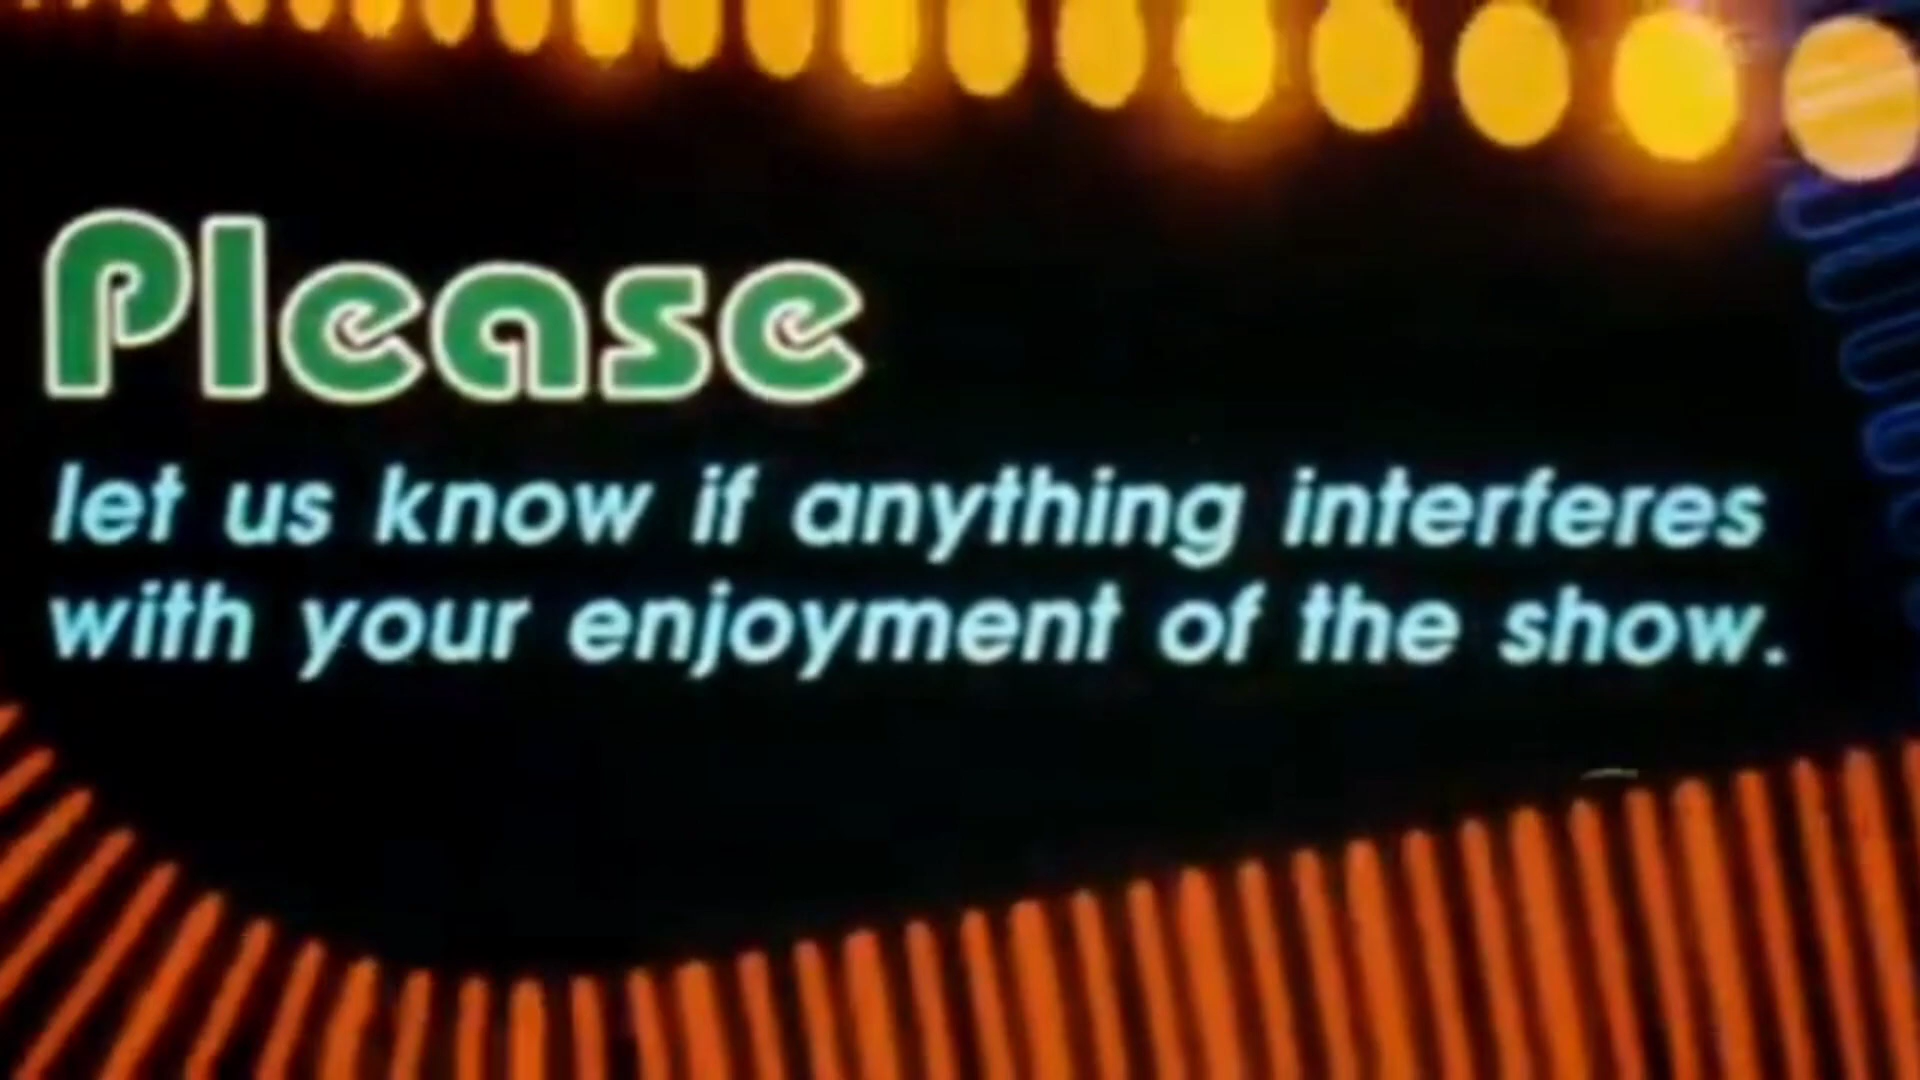 Please
let us know if anything interferes
with your enjoyment of the show.